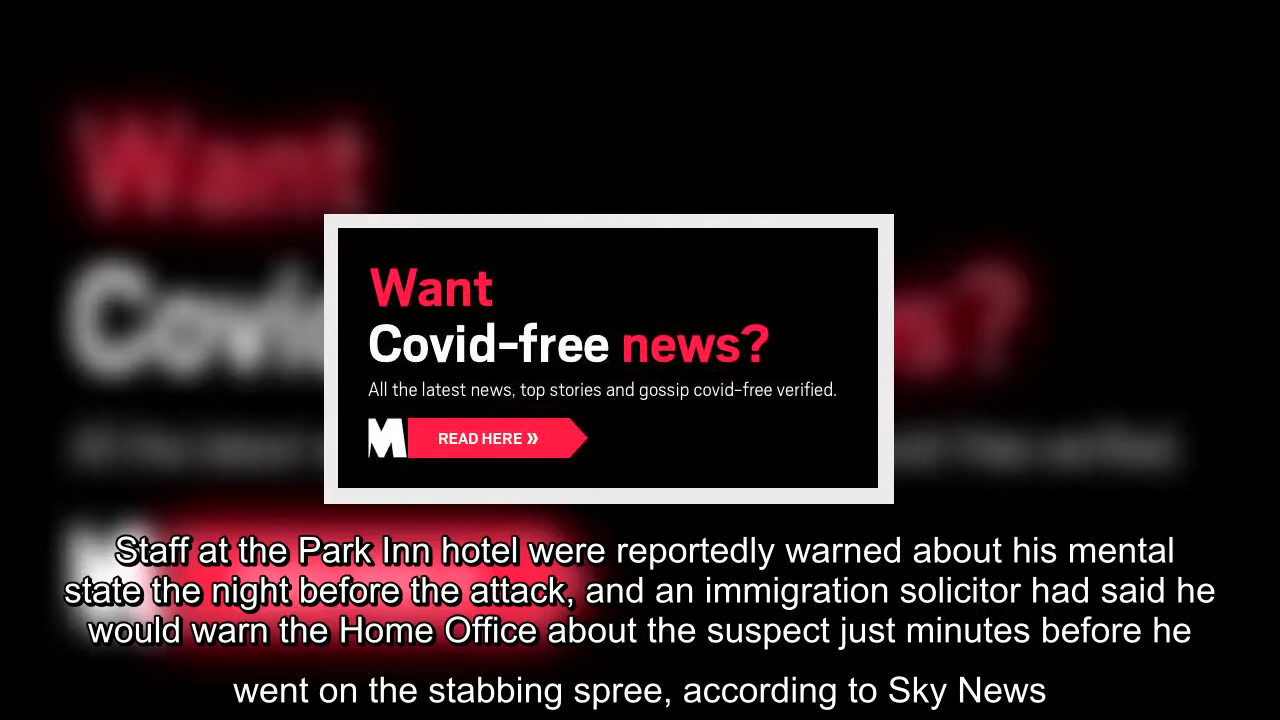 Want
Covid-free news?
All the latest news, top stories and gossip covid-free verified.
M READ HERE »
Staff at the Park Inn hotel were reportedly warned about his mental
state the night before the attack, and an immigration solicitor had said he
would warn the Home Office about the suspect just minutes before he
went on the stabbing spree, according to Sky News